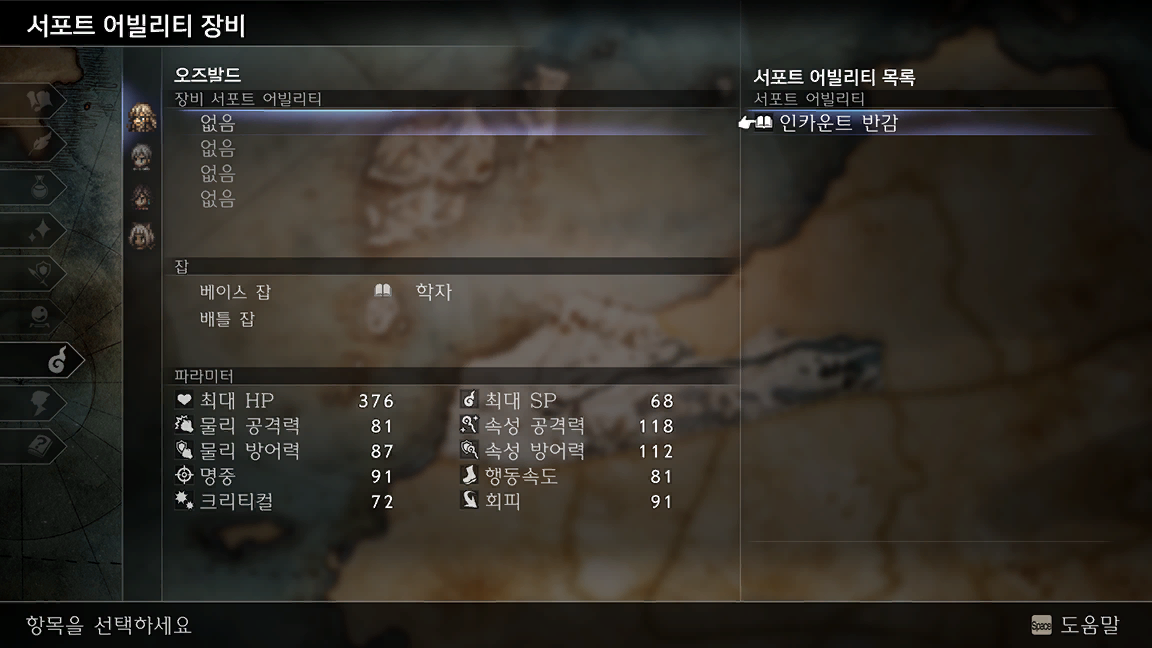 서포트 어빌리티 장비
오즈발드
장비 서포트 어빌리티
없음
없음
없음
없음
잡
베이스 잡 학자
배틀 잡
파라미터
최대 HP 376 최대 SP 68
물리 공격력 81 속성 공격력 118
물리 방어력 87 속성 방어력 112
명중 91 행동속도 81
크리티컬 72 회피 91
서포트 어빌리티 목록
서포트 어빌리티
인카운트 반감
항목을 선택하세요
Space 도움말